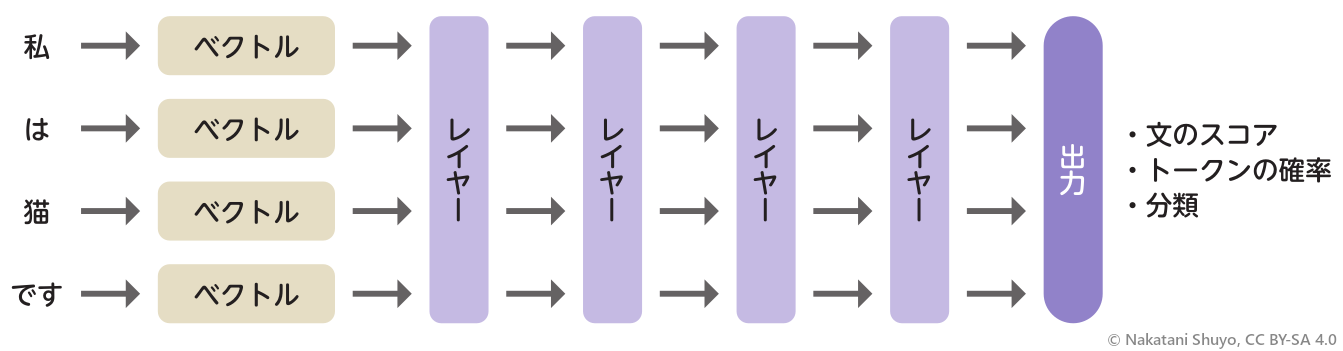 私
ベクトル
は
ベクトル
猫
ベクトル
です
ベクトル
レイヤー
レイヤー
レイヤー
レイヤー
出力
・文のスコア
・トークンの確率
・分類
© Nakatani Shuyo, CC BY-SA 4.0